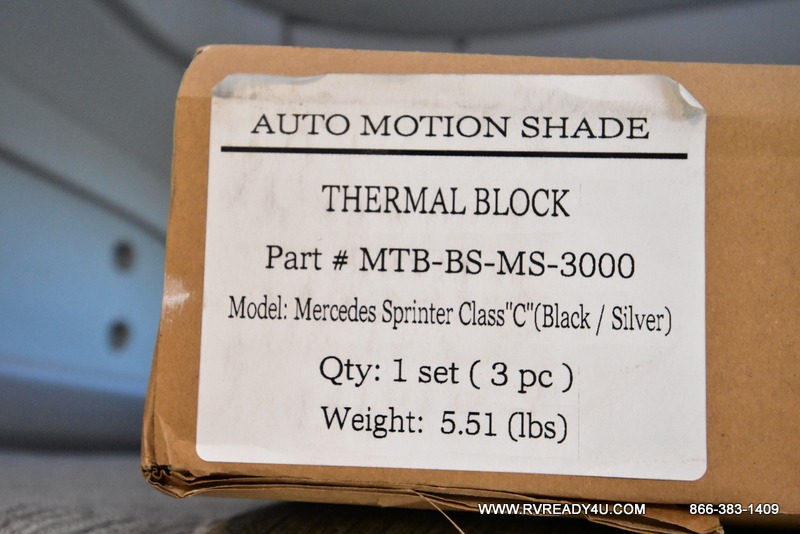 AUTO MOTION SHADE
THERMAL BLOCK
Part # MTB-BS-MS-3000
Model: Mercedes Sprinter Class"C"(Black / Silver)
Qty: 1 set ( 3 pc )
Weight: 5.51 (lbs)
WWW.RVREADY4U.COM 866-383-1409